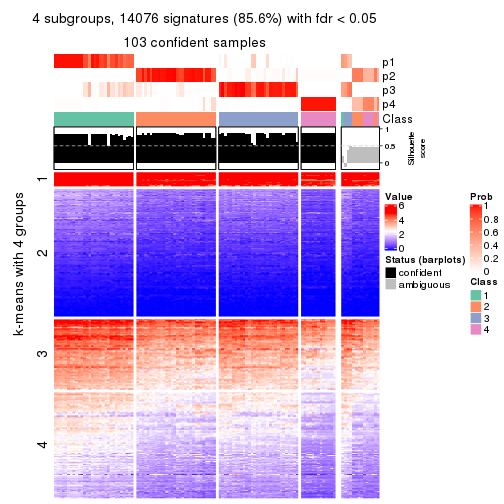 4 subgroups, 14076 signatures (85.6%) with fdr < 0.05
103 confident samples
p1
p2
p3
p4
Class
1
0.5
0
Silhouette
score
k-means with 4 groups
1
2
3
4
Value
6
4
2
0
Status (barplots)
confident
ambiguous
Prob
1
0.8
0.6
0.4
0.2
0
Class
1
2
3
4